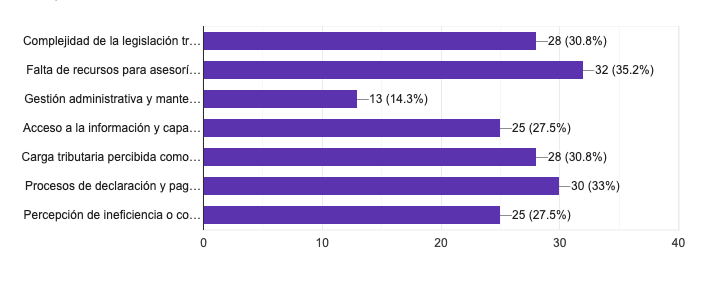 Complejidad de la legislación tr… 28 (30.8%)
Falta de recursos para asesorí… 32 (35.2%)
Gestión administrativa y mante… 13 (14.3%)
Acceso a la información y capa… 25 (27.5%)
Carga tributaria percibida como… 28 (30.8%)
Procesos de declaración y pag… 30 (33%)
Percepción de ineficiencia o co… 25 (27.5%)
0 10 20 30 40